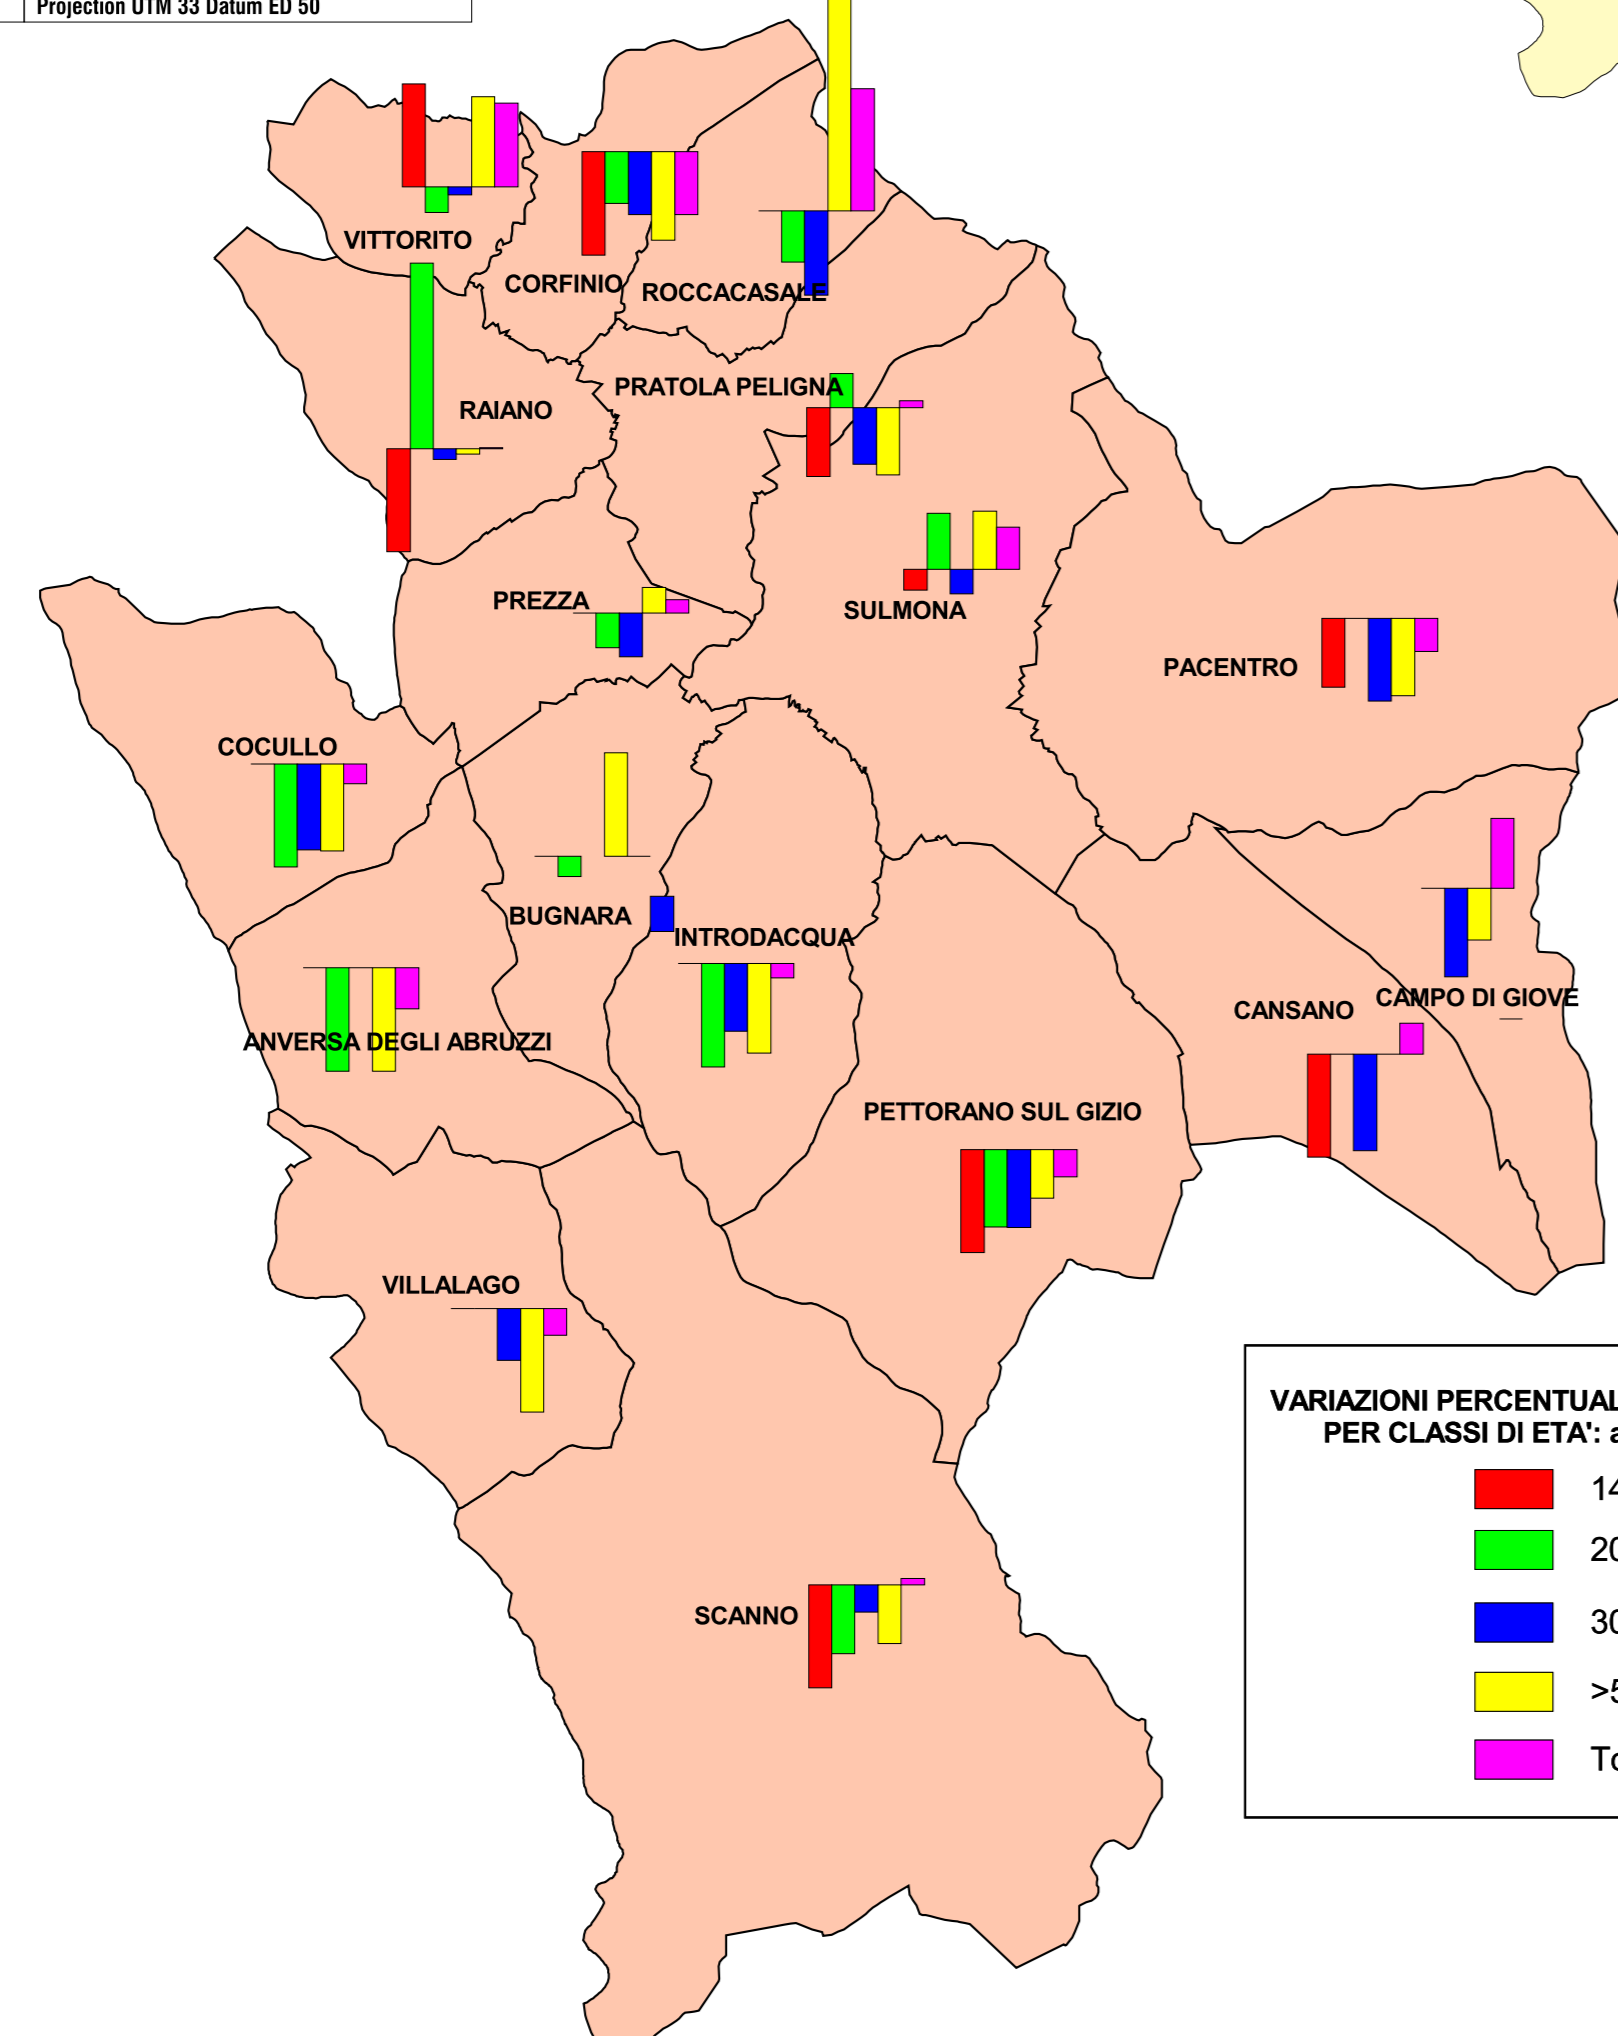 Projection UTM 33 Datum ED 50
VITTORITO
CORFINIO
ROCCACASALE
PRATOLA PELIGNA
RAIANO
PREZZA
SULMONA
PACENTRO
COCULLO
BUGNARA
INTRODACQUA
CAMPO DI GIOVE
CANSANO
ANVERSA DEGLI ABRUZZI
PETTORANO SUL GIZIO
VILLALAGO
SCANNO
VARIAZIONI
PER CLASSI DI ETA':